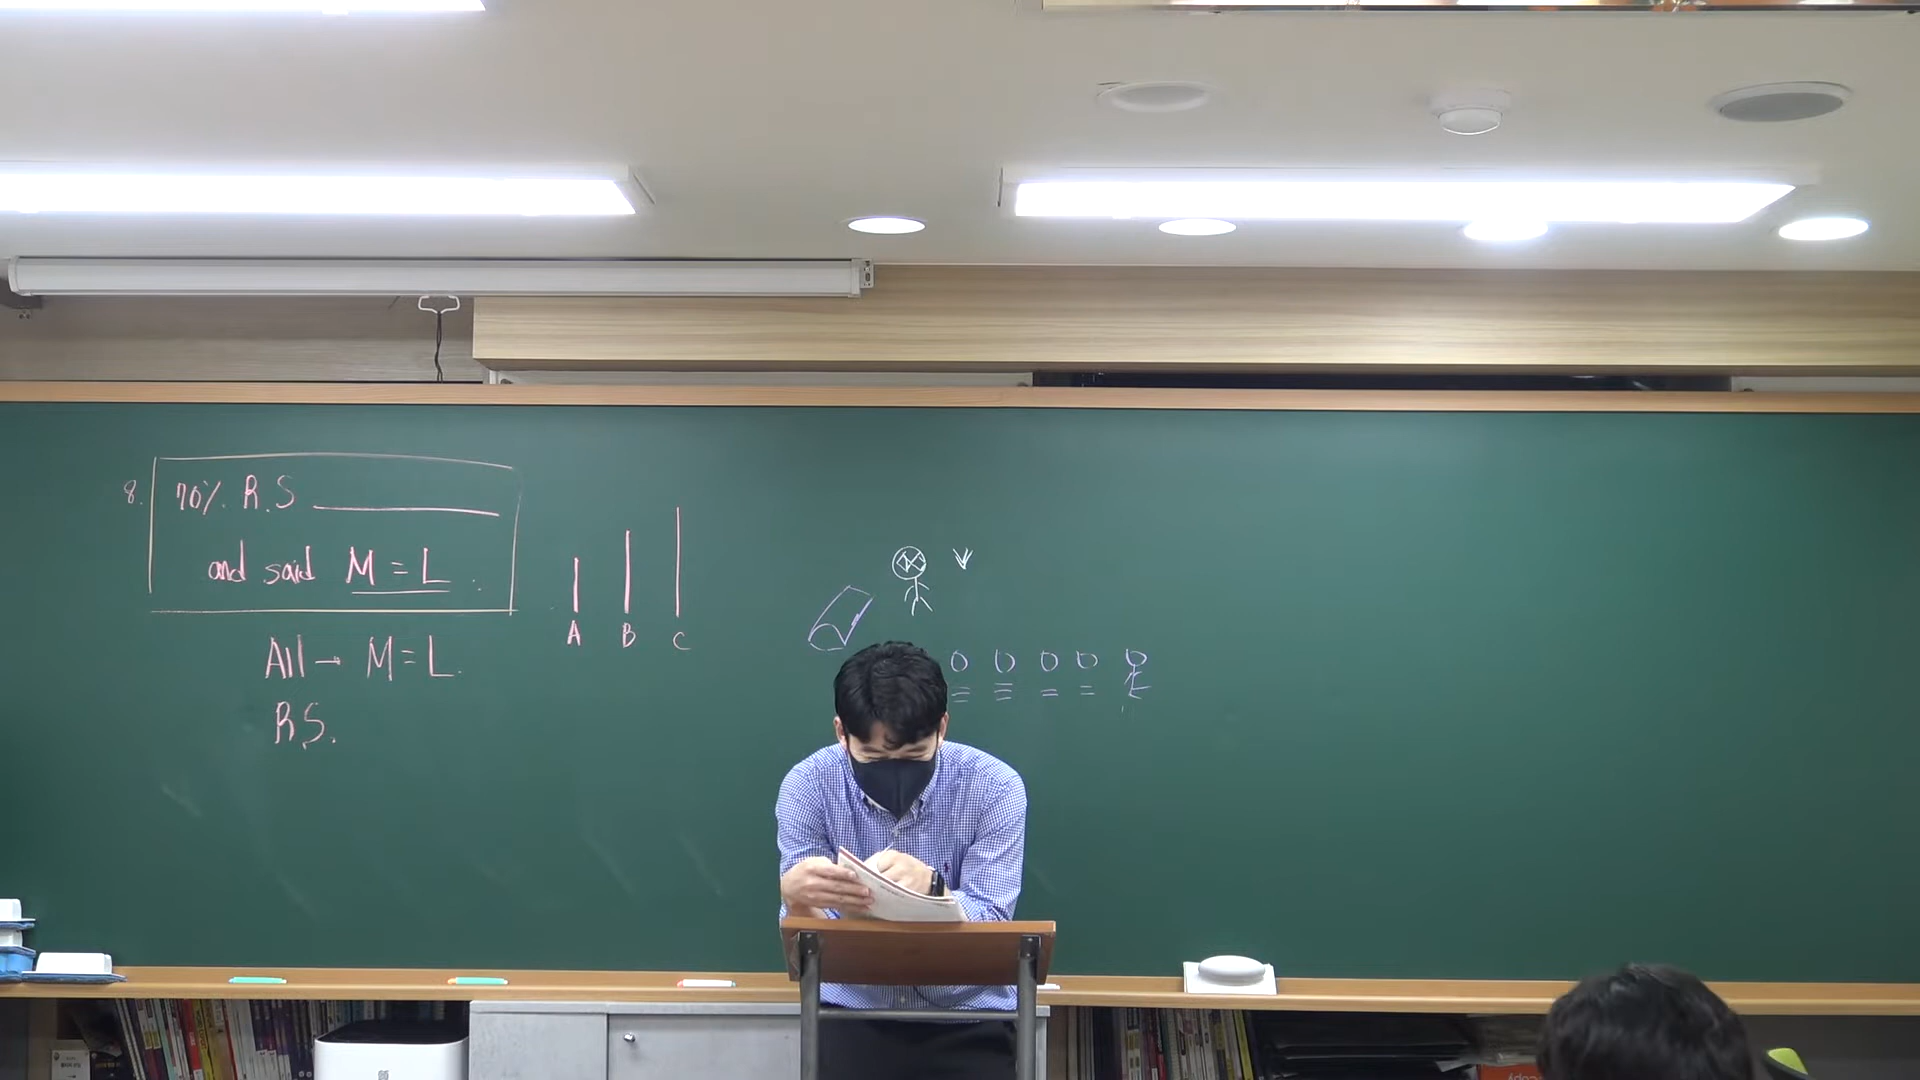 8. 70% R.S
and said M = L.
All → M = L.
R.S.
A B C